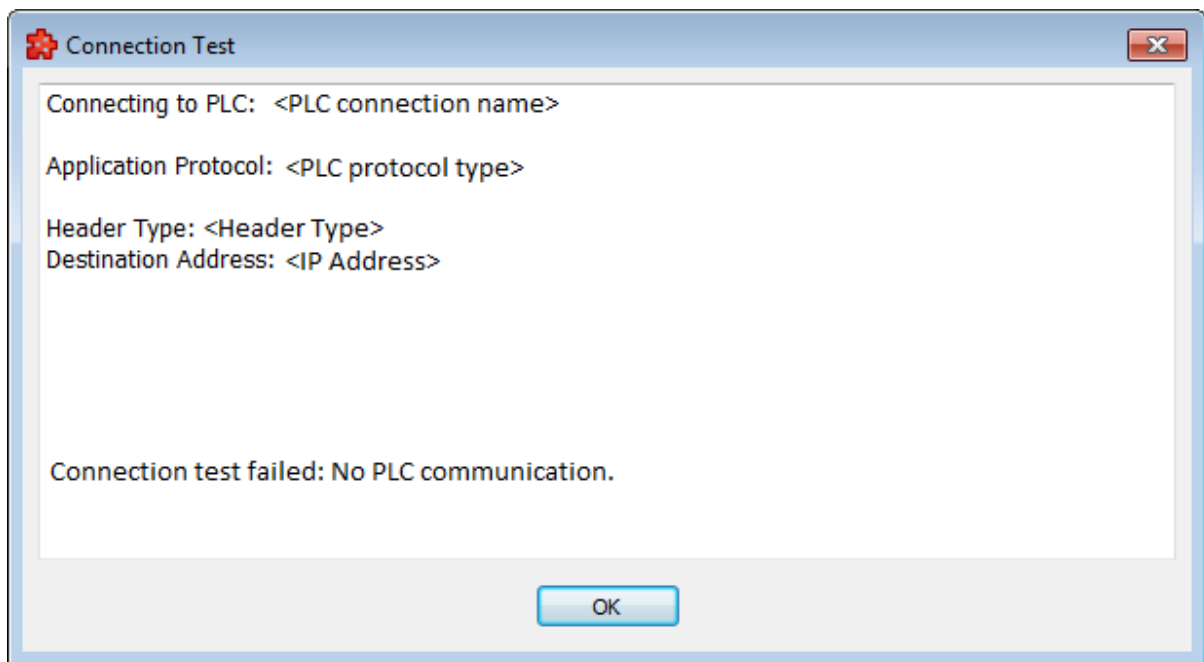 Connection Test
Connecting to PLC: <PLC connection name>
Application Protocol: <PLC protocol type>
Header Type: <Header Type>
Destination Address: <IP Address>
Connection test failed: No PLC communication.
OK